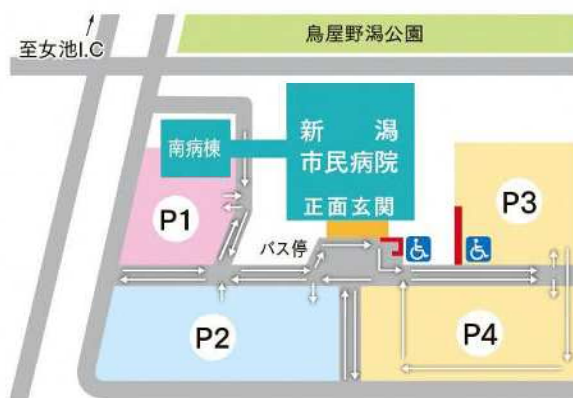 鳥屋野潟公園
至女池I.C
新潟
市民病院
南病棟
正面玄関
P1
P3
バス停
P2
P4